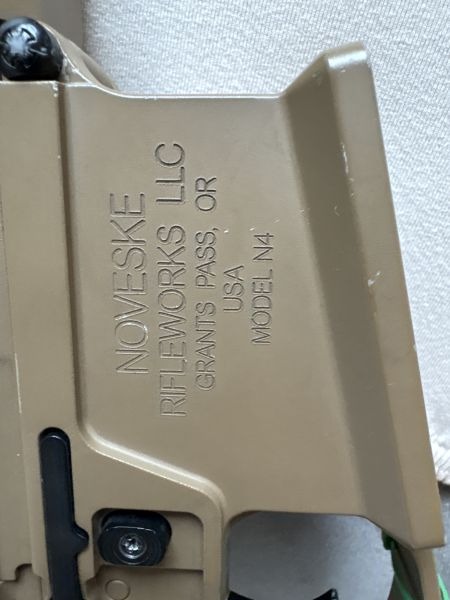 NOVESKE
RIFLEWORKS LLC
GRANTS PASS, OR
USA
MODEL N4